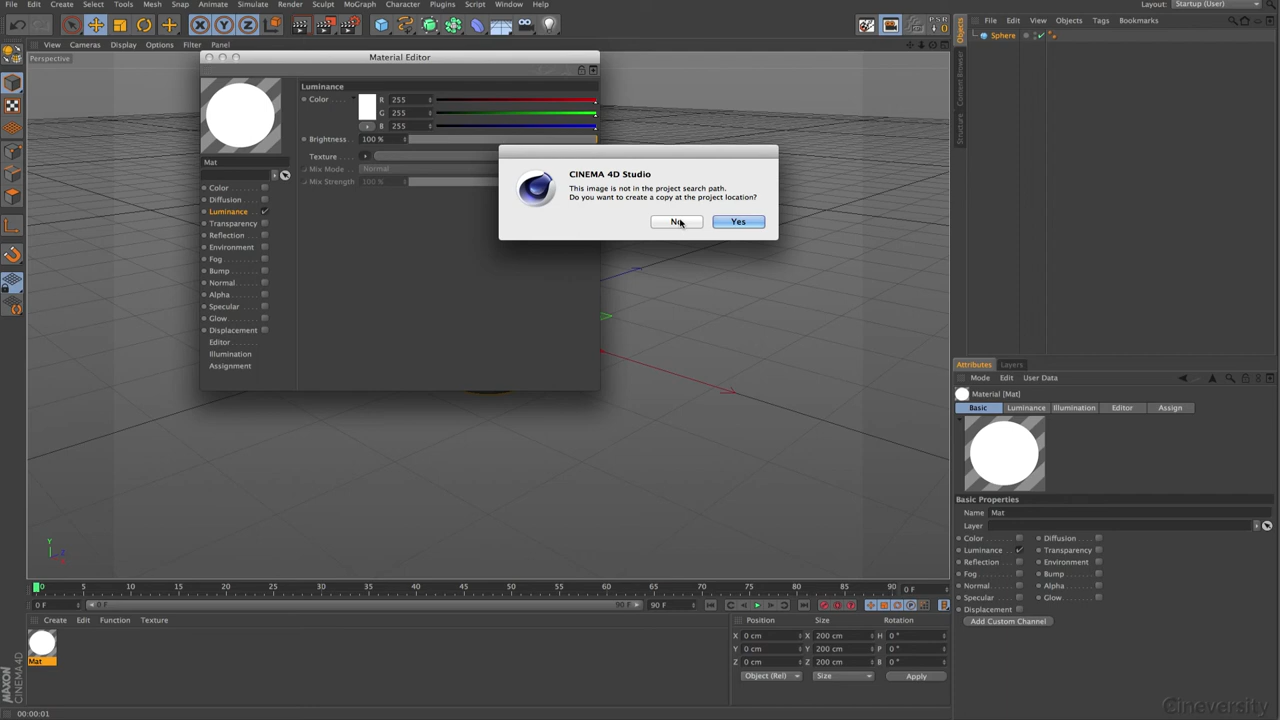 File Edit Create Select Tools Mesh Snap Animate Simulate Render Sculpt MoGraph Character Plugins Script Window Help Layout: Startup (User)
X Y Z PSR 0
File Edit View Objects Tags Bookmarks
View Cameras Display Options Filter Panel
Sphere
Perspective
Material Editor
Luminance
Color R 255
G 255
B 255
Brightness 100 %
Texture
Mix Mode Normal
Mix Strength 100 %
Mat
Color
Diffusion
Luminance
Transparency
Reflection
Environment
Fog
Bump
Normal
Alpha
Specular
Glow
Displacement
Editor
Illumination
Assignment
CINEMA 4D Studio
This image is not in the project search path.
Do you want to create a copy at the project location?
No Yes
Objects
Content Browser
Structure
Attributes Layers
Mode Edit User Data
Material [Mat]
Basic Luminance Illumination Editor Assign
Basic Properties
Name Mat
Layer
Color Diffusion
Luminance Transparency
Reflection Environment
Fog Bump
Normal Alpha
Specular Glow
Displacement
Add Custom Channel
Y
0 5 10 15 20 25 30 35 40 45 50 55 60 65 70 75 80 85 90 0 F
0 F 0 F 90 F 90 F
Create Edit Function Texture
Mat
Position Size Rotation
X 0 cm X 200 cm H 0 °
Y 0 cm Y 200 cm P 0 °
Z 0 cm Z 200 cm B 0 °
Object (Rel) Size Apply
MAXON
CINEMA 4D
00:00:01
Cineversity